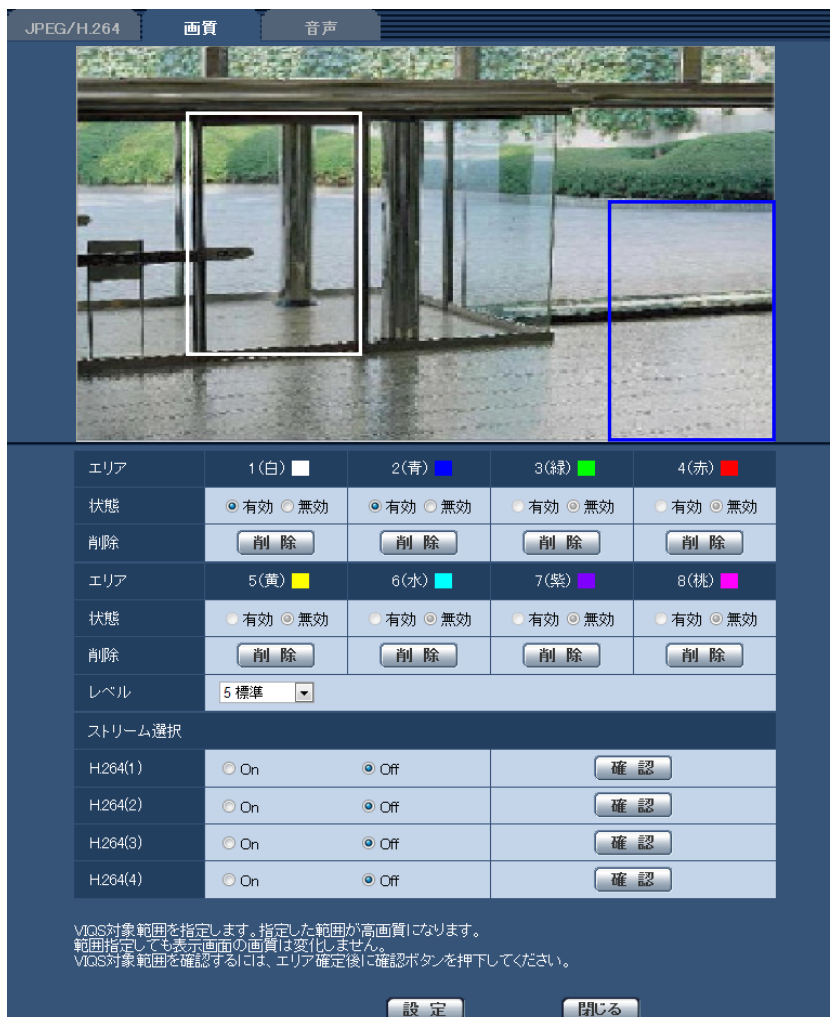 JPEG/H.264 画質 音声
エリア 1(白) 2(青) 3(緑) 4(赤)
状態 有効 無効 有効 無効 有効 無効 有効 無効
削除 削除 削除 削除 削除
エリア 5(黄) 6(水) 7(紫) 8(桃)
状態 有効 無効 有効 無効 有効 無効 有効 無効
削除 削除 削除 削除 削除
レベル 5 標準
ストリーム選択
H.264(1) On Off 確認
H.264(2) On Off 確認
H.264(3) On Off 確認
H.264(4) On Off 確認
VIQS対象範囲を指定します。指定した範囲が高画質になります。
範囲指定しても表示画面の画質は変化しません。
VIQS対象範囲を確認するには、エリア確定後に確認ボタンを押下してください。
設定 閉じる